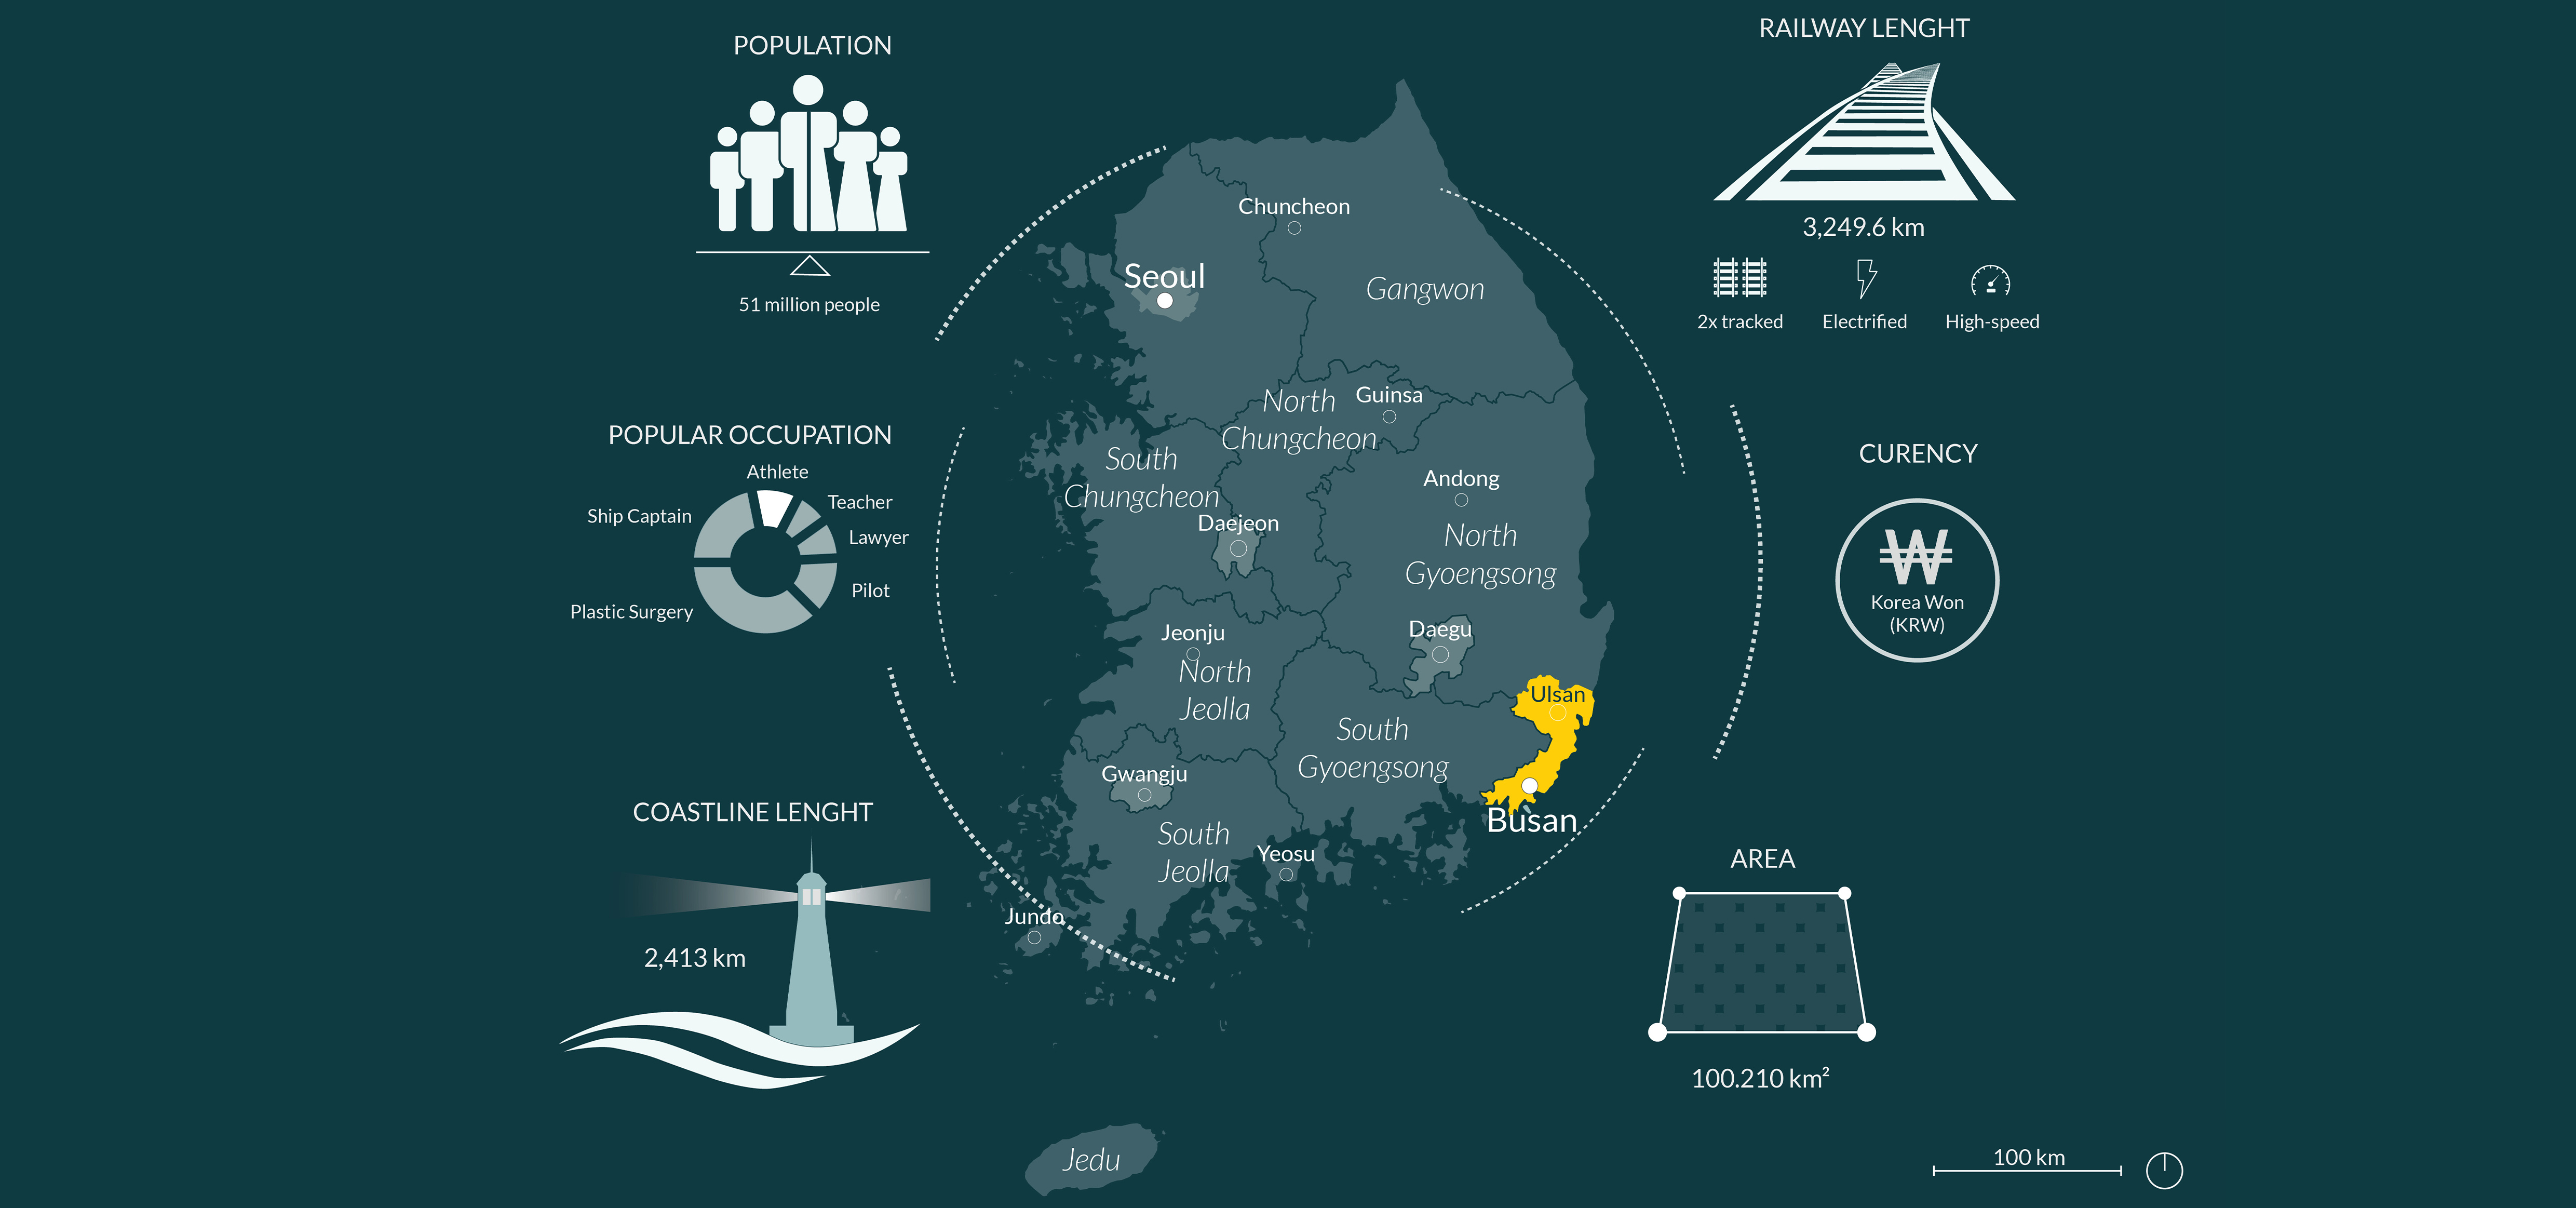 POPULATION
51 million people
POPULAR OCCUPATION
Athlete
Teacher
Ship Captain
Lawyer
Pilot
Plastic Surgery
COASTLINE LENGHT
2,413 km
Chuncheon
Seoul
Gangwon
North
Chungcheon
Guinsa
South
Chungcheon
Andong
Daejeon
North
Gyoengsong
Jeonju
North
Jeolla
Daegu
Ulsan
South
Gyoengsong
Gwangju
Busan
South
Jeolla
Yeosu
Jundo
Jedu
RAILWAY LENGHT
3,249.6 km
2x tracked
Electrified
High-speed
CURENCY
₩
Korea Won
(KRW)
AREA
100.210 km²
100 km